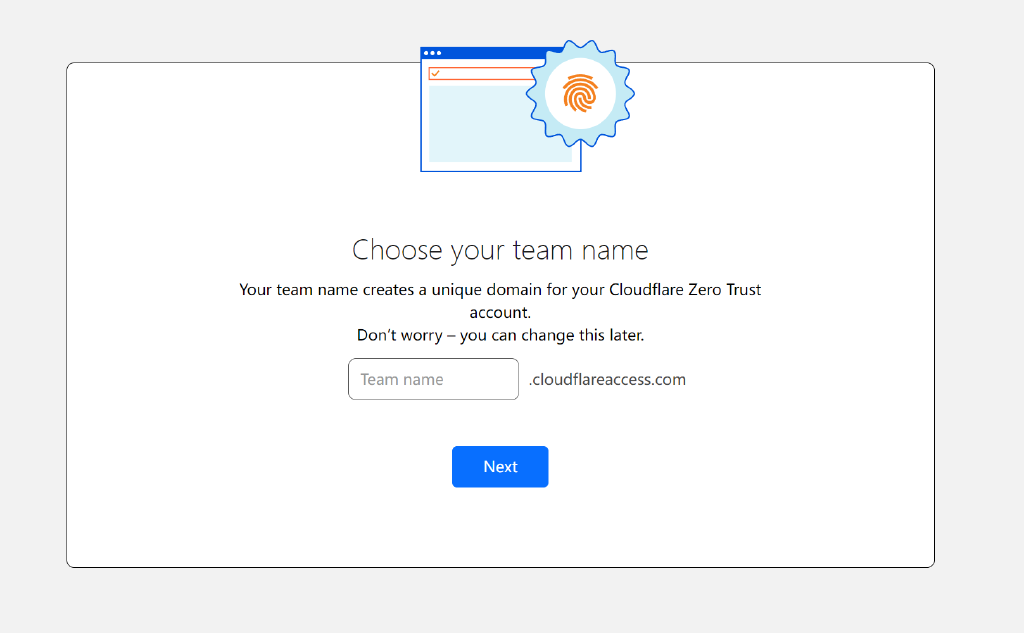 Choose your team name
Your team name creates a unique domain for your Cloudflare Zero Trust
account.
Don’t worry – you can change this later.
Team name .cloudflareaccess.com
Next